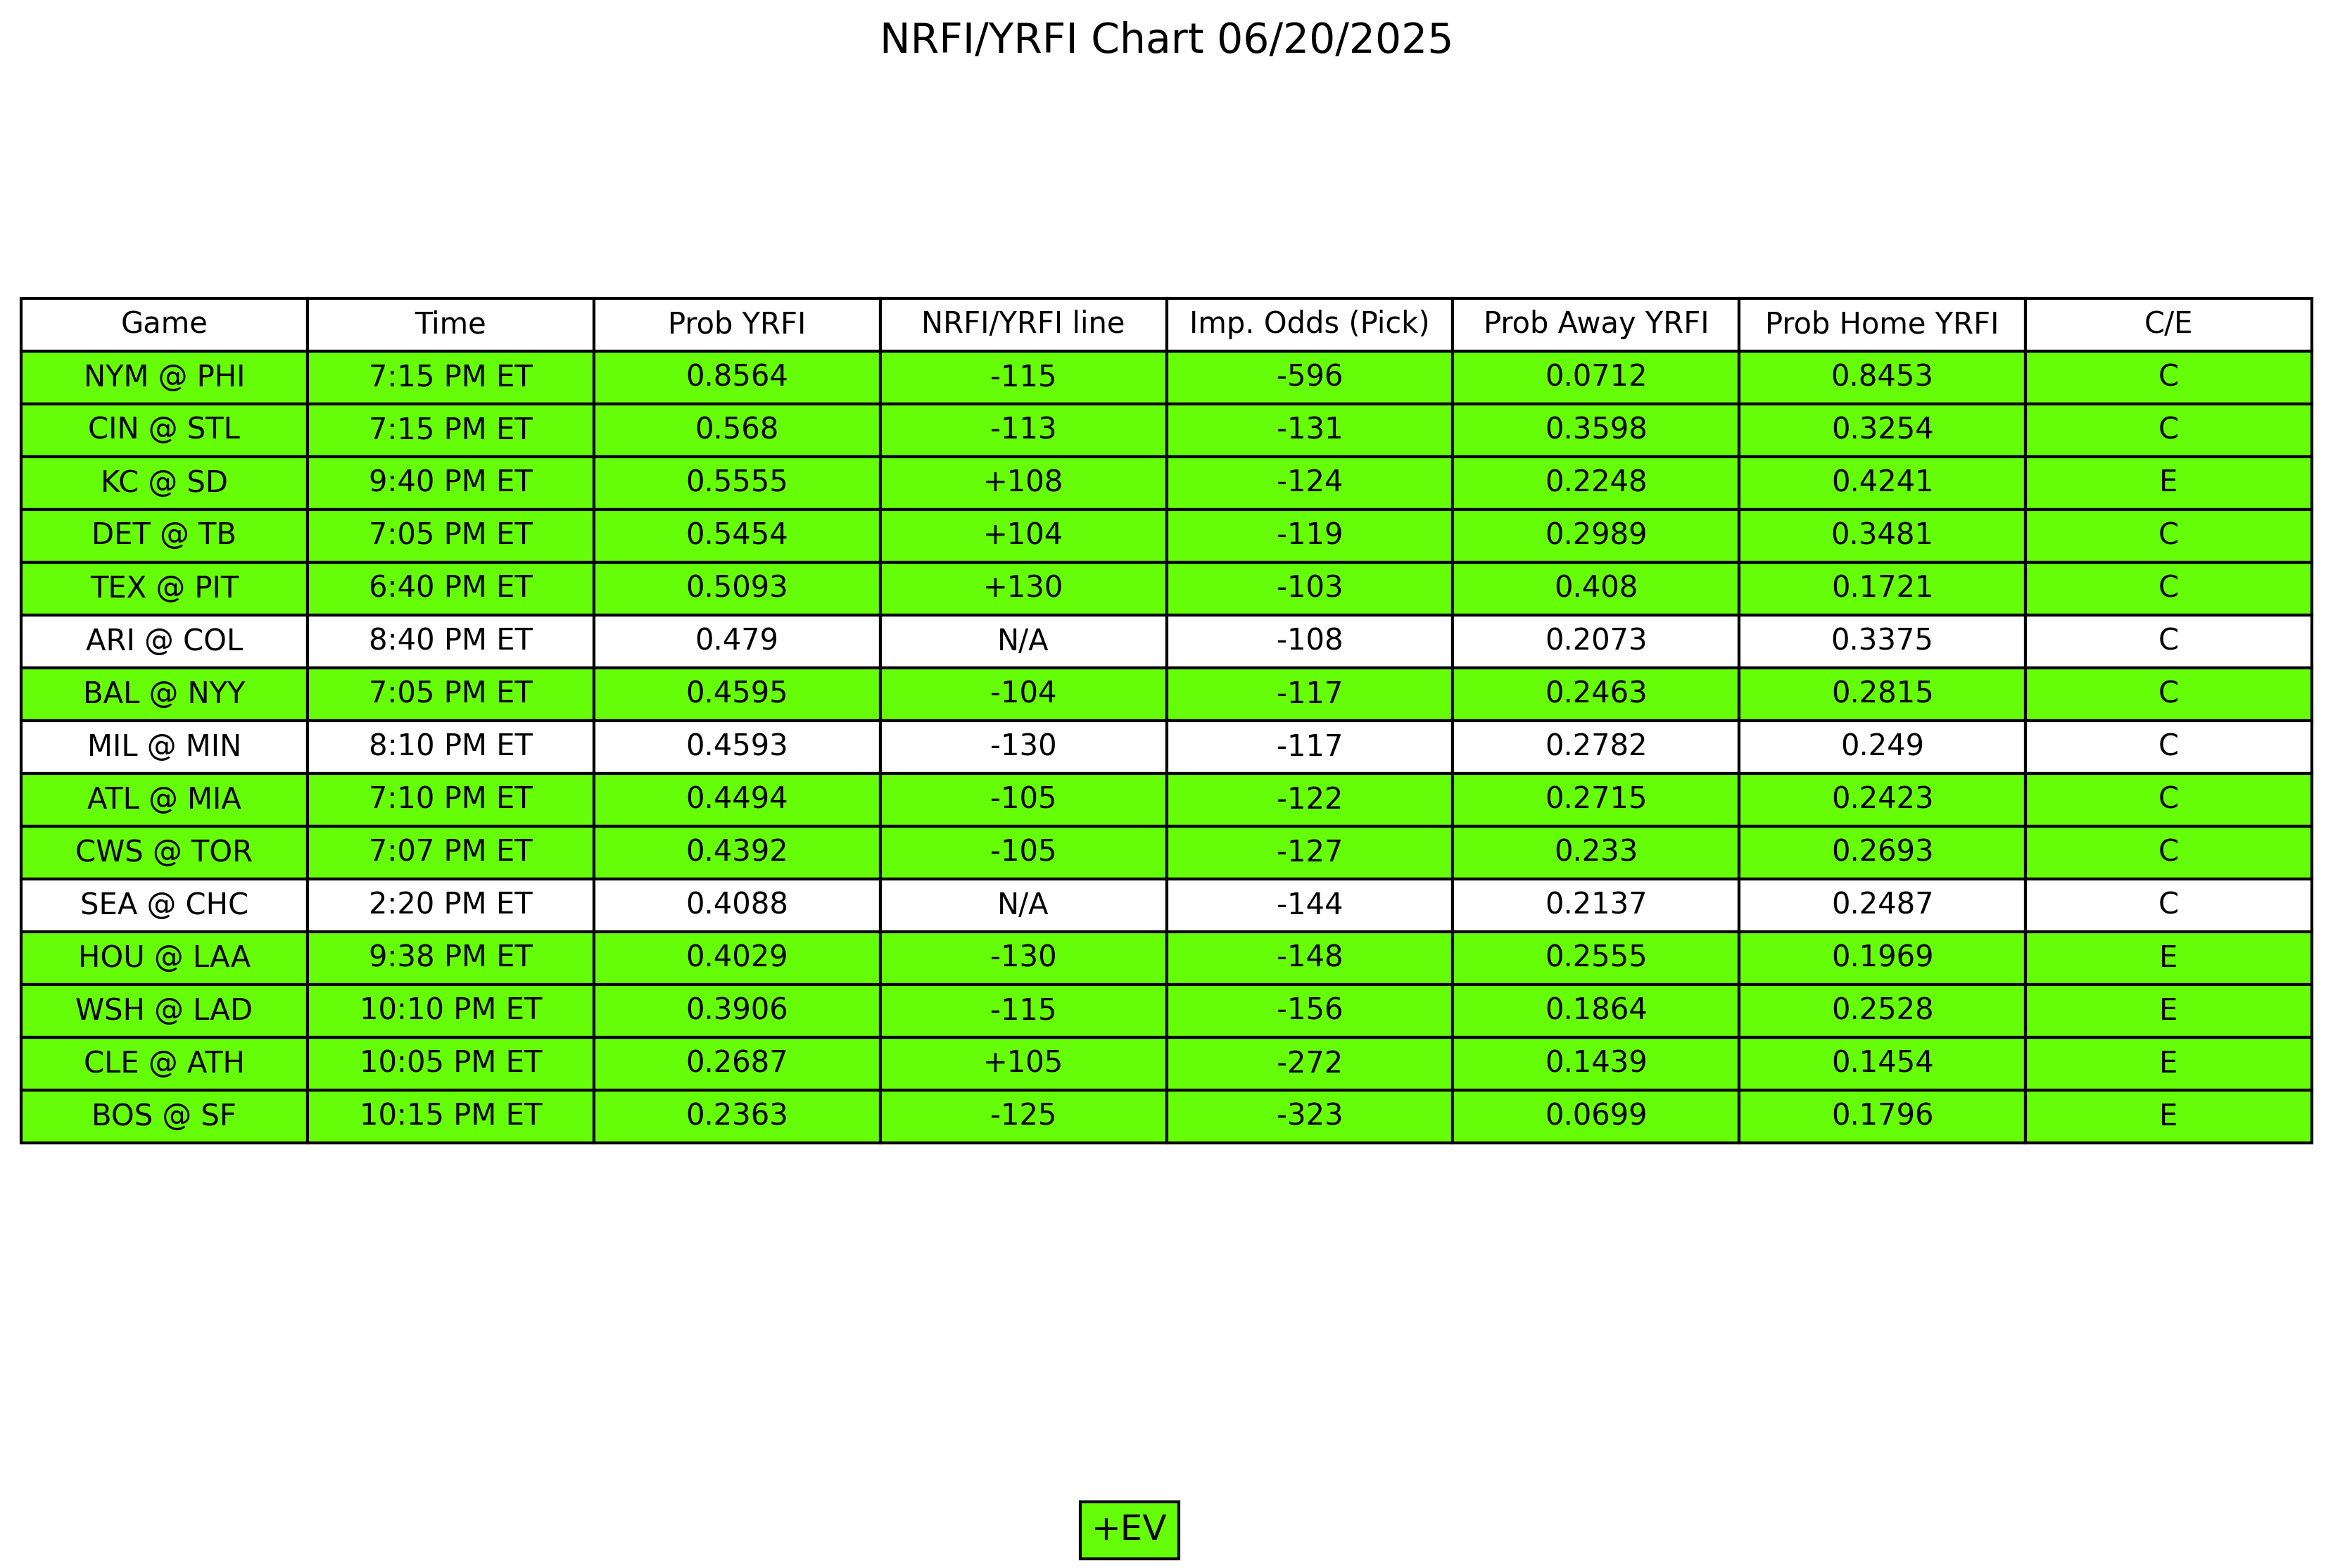 NRFI/YRFI Chart 06/20/2025
Game Time Prob YRFI NRFI/YRFI line Imp. Odds (Pick) Prob Away YRFI Prob Home YRFI C/E
NYM @ PHI 7:15 PM ET 0.8564 -115 -596 0.0712 0.8453 C
CIN @ STL 7:15 PM ET 0.568 -113 -131 0.3598 0.3254 C
KC @ SD 9:40 PM ET 0.5555 +108 -124 0.2248 0.4241 E
DET @ TB 7:05 PM ET 0.5454 +104 -119 0.2989 0.3481 C
TEX @ PIT 6:40 PM ET 0.5093 +130 -103 0.408 0.1721 C
ARI @ COL 8:40 PM ET 0.479 N/A -108 0.2073 0.3375 C
BAL @ NYY 7:05 PM ET 0.4595 -104 -117 0.2463 0.2815 C
MIL @ MIN 8:10 PM ET 0.4593 -130 -117 0.2782 0.249 C
ATL @ MIA 7:10 PM ET 0.4494 -105 -122 0.2715 0.2423 C
CWS @ TOR 7:07 PM ET 0.4392 -105 -127 0.233 0.2693 C
SEA @ CHC 2:20 PM ET 0.4088 N/A -144 0.2137 0.2487 C
HOU @ LAA 9:38 PM ET 0.4029 -130 -148 0.2555 0.1969 E
WSH @ LAD 10:10 PM ET 0.3906 -115 -156 0.1864 0.2528 E
CLE @ ATH 10:05 PM ET 0.2687 +105 -272 0.1439 0.1454 E
BOS @ SF 10:15 PM ET 0.2363 -125 -323 0.0699 0.1796 E
+EV